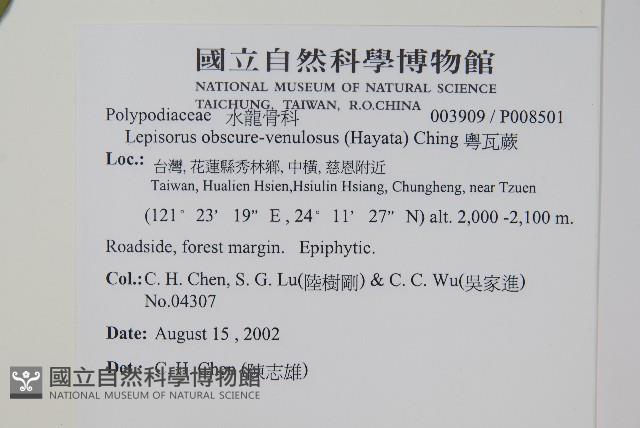 國立自然科學博物館
NATIONAL MUSEUM OF NATURAL SCIENCE
TAICHUNG, TAIWAN, R.O.CHINA
Polypodiaceae 水龍骨科 003909 / P008501
Lepisorus obscure-venulosus (Hayata) Ching 粵瓦蕨
Loc.: 台灣, 花蓮縣秀林鄉, 中橫, 慈恩附近
Taiwan, Hualien Hsien,Hsiulin Hsiang, Chungheng, near Tzuen
(121° 23' 19" E , 24° 11' 27" N) alt. 2,000 -2,100 m.
Roadside, forest margin. Epiphytic.
Col.: C. H. Chen, S. G. Lu(陸樹剛) & C. C. Wu(吳家進)
No.04307
Date: August 15 , 2002
Det.: C. H. Chen (陳志雄)
國立自然科學博物館
NATIONAL MUSEUM OF NATURAL SCIENCE